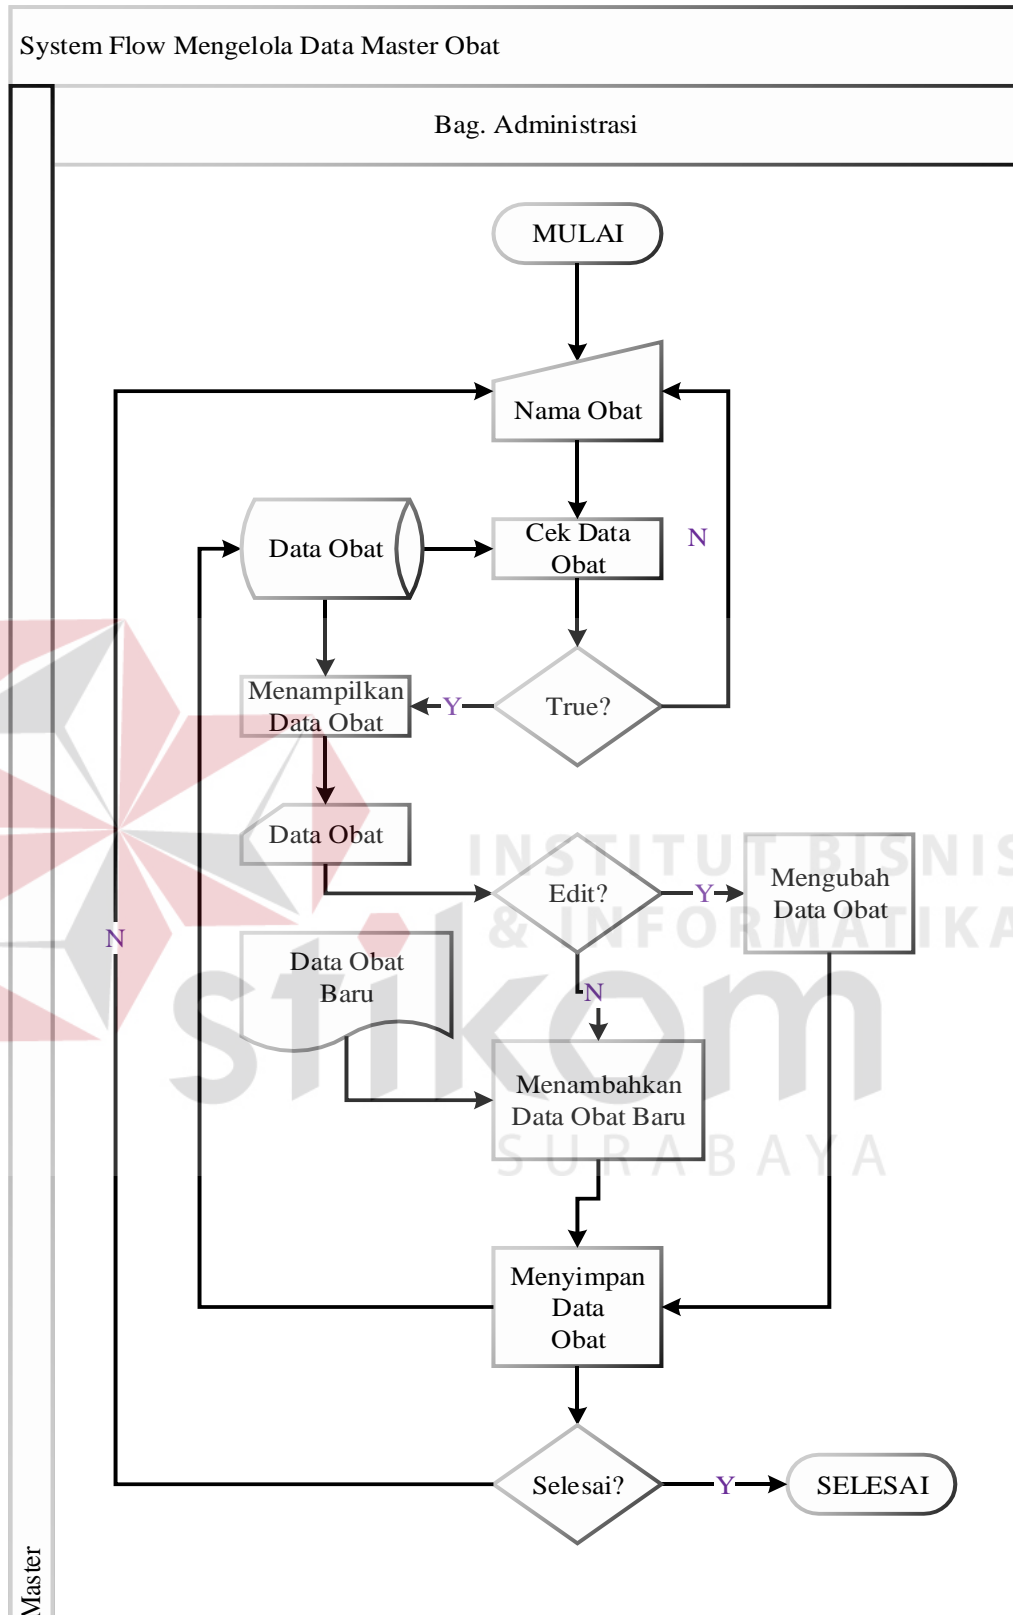 System Flow Mengelola Data Master Obat
Bag. Administrasi
MULAI
Nama Obat
Data Obat
Cek Data
Obat
N
Menampilkan
Data Obat
Y
True?
Data Obat
Edit?
Y
Mengubah
Data Obat
N
Data Obat
Baru
N
Menambahkan
Data Obat Baru
Menyimpan
Data
Obat
Selesai?
Y
SELESAI
Master
INSTITUT BISNIS
& INFORMATIKA
stikom
SURABAYA